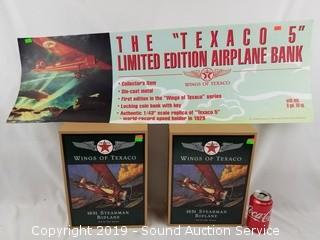 THE "TEXACO 5"
LIMITED EDITION AIRPLANE BANK
• Collectors item
• Die-cast metal
• First edition in the "Wings of Texaco" series
• Locking coin bank with key
• Authentic 1/43" scale replica of "Texaco 5"
world-record speed holder in 1929
WINGS OF TEXACO
WINGS OF TEXACO
1931 STEARMAN
BIPLANE
WINGS OF TEXACO
1931 STEARMAN
BIPLANE
Copyright 2019 - Sound Auction Service